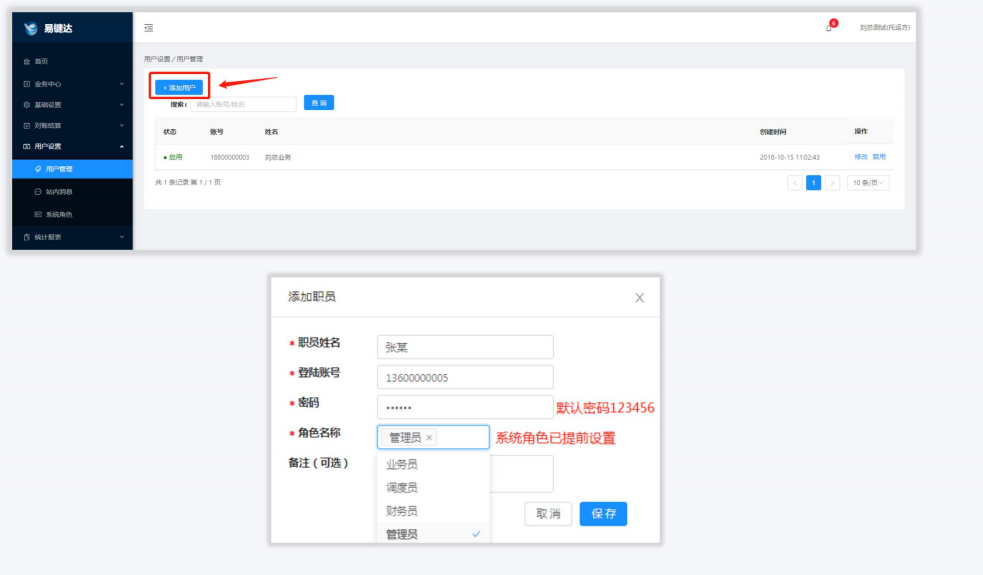 易键达
6
刘总测试(托运方)
首页
用户设置 / 用户管理
业务中心
+ 添加用户
基础设置
搜索: 请输入账号/姓名 查 询
对账结算
状态 账号 姓名 创建时间 操作
用户设置
启用 18800000003 刘总业务 2018-10-15 11:02:43 修改 禁用
用户管理
共 1 条记录 第 1 / 1 页 < 1 > 10 条/页
站内消息
系统角色
统计报表
添加职员 X
* 职员姓名 张某
* 登陆账号 13600000005
* 密码 •••••• 默认密码123456
* 角色名称 管理员 × 系统角色已提前设置
备注 ( 可选 ) 业务员
调度员
财务员 取 消 保 存
管理员